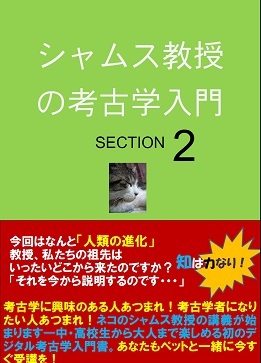 シャムス教授
の考古学入門
SECTION 2
今回はなんと「人類の進化」
教授、私たちの祖先は
いったいどこから来たのですか?
「それを今から説明するのです・・・」
知は力なり!
考古学に興味のある人あつまれ!考古学者になり
たい人あつまれ!ネコのシャムス教授の講義が始
まります一中・高校生から大人まで楽しめる初のデ
ジタル考古学入門書。あなたもペットと一緒に今す
ぐ受講を!